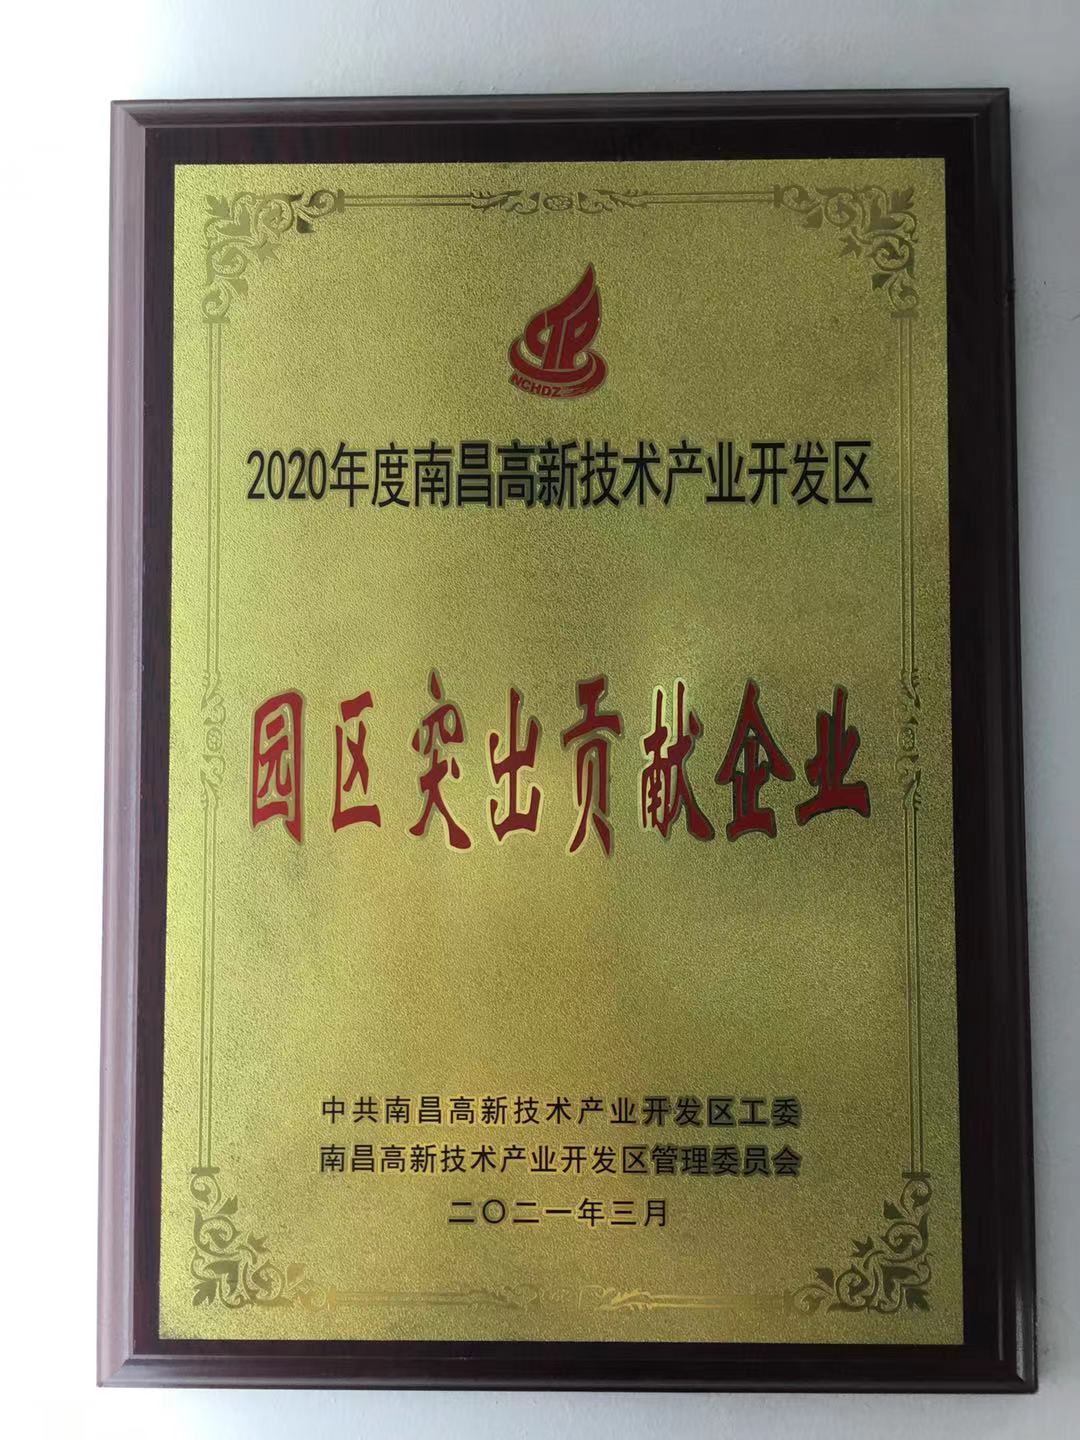 CTP
NCHDZ
2020年度南昌高新技术产业开发区
园区突出贡献企业
中共南昌高新技术产业开发区工委
南昌高新技术产业开发区管理委员会
二〇二一年三月